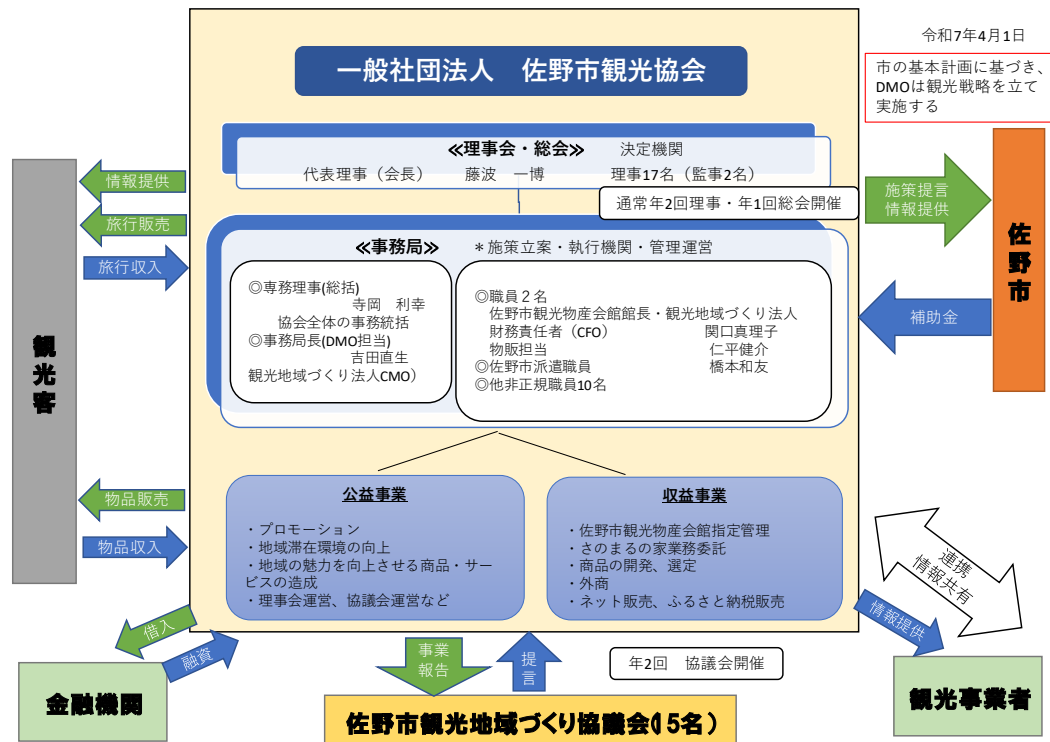 令和7年4月1日
一般社団法人 佐野市観光協会
市の基本計画に基づき、
DMOは観光戦略を立て
実施する
≪理事会・総会≫ 決定機関
代表理事（会長） 藤波 一博 理事17名（監事2名）
通常年2回理事・年1回総会開催
≪事務局≫ ＊施策立案・執行機関・管理運営
◎専務理事(総括)
寺岡 利幸
協会全体の事務統括
◎事務局長(DMO担当)
吉田直生
観光地域づくり法人CMO）
◎職員２名
佐野市観光物産会館館長・観光地域づくり法人
財務責任者（CFO） 関口真理子
物販担当 仁平健介
◎佐野市派遣職員 橋本和友
◎他非正規職員10名
公益事業
・プロモーション
・地域滞在環境の向上
・地域の魅力を向上させる商品・サー
ビスの造成
・理事会運営、協議会運営など
収益事業
・佐野市観光物産会館指定管理
・さのまるの家業務委託
・商品の開発、選定
・外商
・ネット販売、ふるさと納税販売
観光客
情報提供
旅行販売
旅行収入
物品販売
物品収入
施策提言
情報提供
補助金
佐野市
連携
情報共有
情報提供
観光事業者
借入
融資
金融機関
事業
報告
提言
年2回 協議会開催
佐野市観光地域づくり協議会(15名）